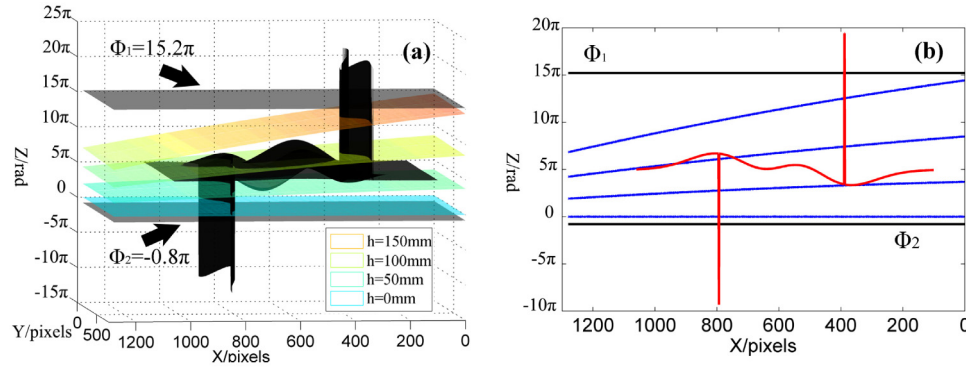 25π
20π
15π
10π
5π
0
-5π
-10π
-15π
Z/rad
Φ₁=15.2π
(a)
Φ₂=-0.8π
h=150mm
h=100mm
h=50mm
h=0mm
Y/pixels
500
1200
1000
800
600
400
200
0
X/pixels
20π
15π
10π
5π
0
-5π
-10π
Z/rad
Φ₁
(b)
Φ₂
1200
1000
800
600
400
200
0
X/pixels